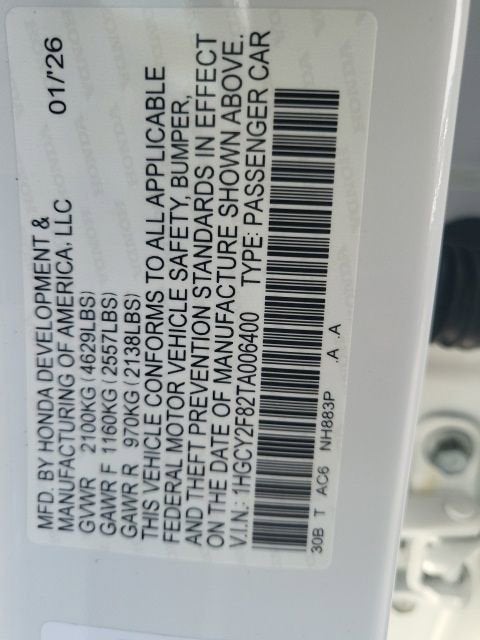 MFD. BY HONDA DEVELOPMENT & 01/'26
MANUFACTURING OF AMERICA, LLC
GVWR 2100KG (4629LBS)
GAWR F 1160KG (2557LBS)
GAWR R 970KG (2138LBS)
THIS VEHICLE CONFORMS TO ALL APPLICABLE
FEDERAL MOTOR VEHICLE SAFETY, BUMPER,
AND THEFT PREVENTION STANDARDS IN EFFECT
ON THE DATE OF MANUFACTURE SHOWN ABOVE.
V.I.N.: 1HGCY2F82TA006400 TYPE: PASSENGER CAR
30B T AC6 NH883P .A .A